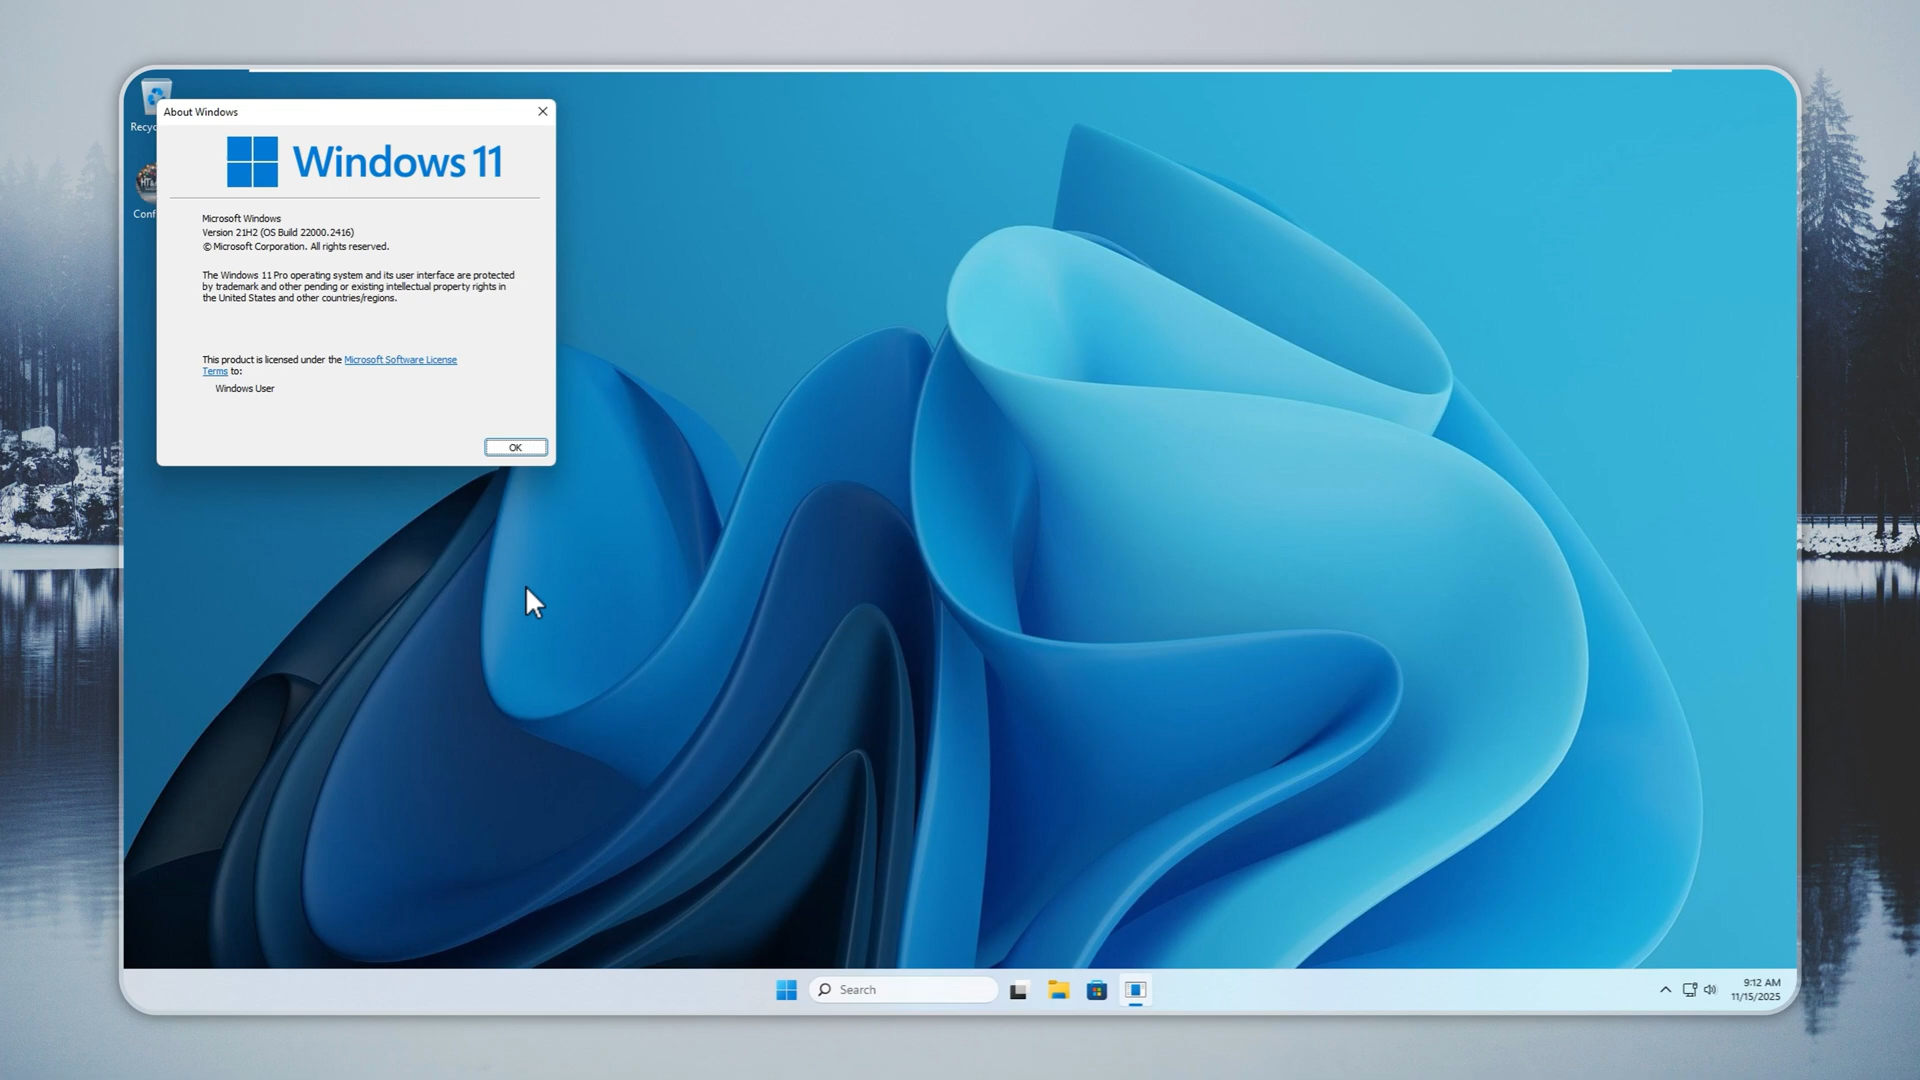 About Windows
Windows 11
Microsoft Windows
Version 21H2 (OS Build 22000.2416)
© Microsoft Corporation. All rights reserved.
The Windows 11 Pro operating system and its user interface are protected
by trademark and other pending or existing intellectual property rights in
the United States and other countries/regions.
This product is licensed under the Microsoft Software License
Terms to:
Windows User
OK
Search
9:12 AM
11/15/2025